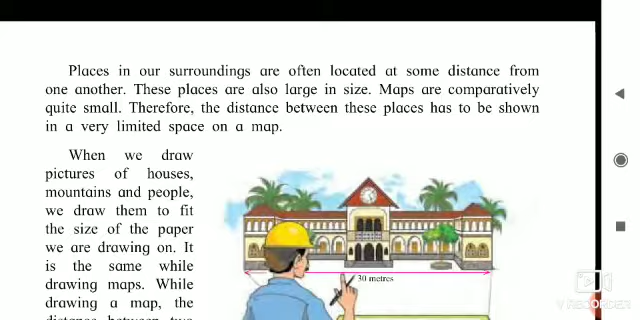 Places in our surroundings are often located at some distance from
one another. These places are also large in size. Maps are comparatively
quite small. Therefore, the distance between these places has to be shown
in a very limited space on a map.
When we draw
pictures of houses,
mountains and people,
we draw them to fit
the size of the paper
we are drawing on. It
is the same while
drawing maps. While
drawing a map, the
distance between two
30 metres
V RECORDER